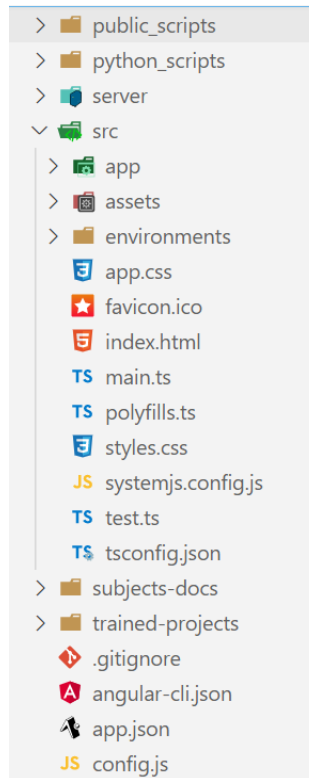 public_scripts
python_scripts
server
src
app
assets
environments
app.css
favicon.ico
index.html
TS main.ts
TS polyfills.ts
styles.css
JS systemjs.config.js
TS test.ts
TS tsconfig.json
subjects-docs
trained-projects
.gitignore
angular-cli.json
app.json
JS config.js